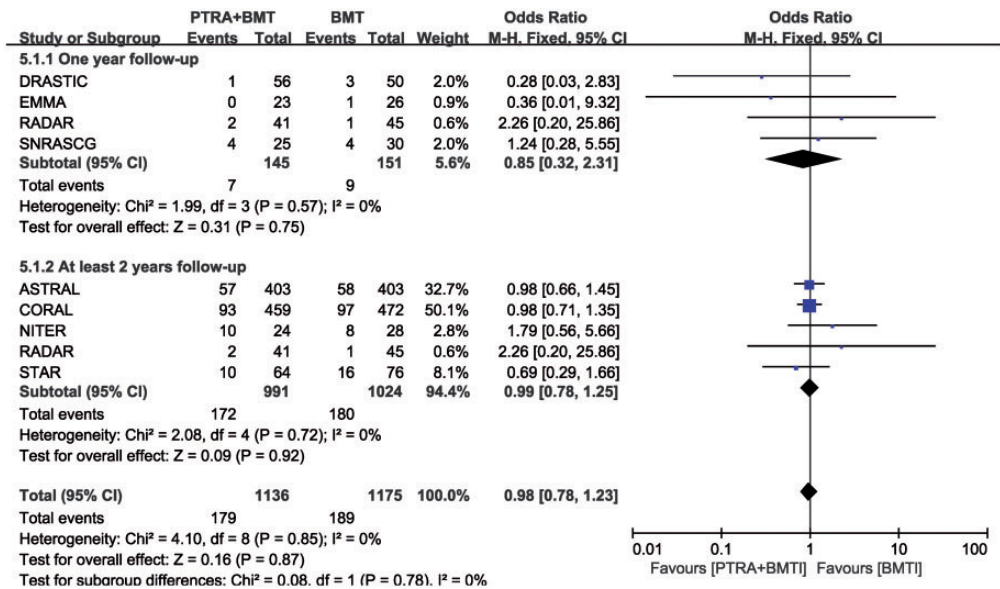 PTRA+BMT BMT Odds Ratio Odds Ratio
Study or Subgroup Events Total Events Total Weight M-H. Fixed. 95% CI M-H. Fixed. 95% CI
5.1.1 One year follow-up
DRASTIC 1 56 3 50 2.0% 0.28 [0.03, 2.83]
EMMA 0 23 1 26 0.9% 0.36 [0.01, 9.32]
RADAR 2 41 1 45 0.6% 2.26 [0.20, 25.86]
SNRASCG 4 25 4 30 2.0% 1.24 [0.28, 5.55]
Subtotal (95% CI) 145 151 5.6% 0.85 [0.32, 2.31]
Total events 7 9
Heterogeneity: Chi² = 1.99, df = 3 (P = 0.57); I² = 0%
Test for overall effect: Z = 0.31 (P = 0.75)
5.1.2 At least 2 years follow-up
ASTRAL 57 403 58 403 32.7% 0.98 [0.66, 1.45]
CORAL 93 459 97 472 50.1% 0.98 [0.71, 1.35]
NITER 10 24 8 28 2.8% 1.79 [0.56, 5.66]
RADAR 2 41 1 45 0.6% 2.26 [0.20, 25.86]
STAR 10 64 16 76 8.1% 0.69 [0.29, 1.66]
Subtotal (95% CI) 991 1024 94.4% 0.99 [0.78, 1.25]
Total events 172 180
Heterogeneity: Chi² = 2.08, df = 4 (P = 0.72); I² = 0%
Test for overall effect: Z = 0.09 (P = 0.92)
Total (95% CI) 1136 1175 100.0% 0.98 [0.78, 1.23]
Total events 179 189
Heterogeneity: Chi² = 4.10, df = 8 (P = 0.85); I² = 0%
Test for overall effect: Z = 0.16 (P = 0.87)
Test for subgroup differences: Chi² = 0.08. df = 1 (P = 0.78). I² = 0%
0.01 0.1 1 10 100
Favours [PTRA+BMTI] Favours [BMTI]